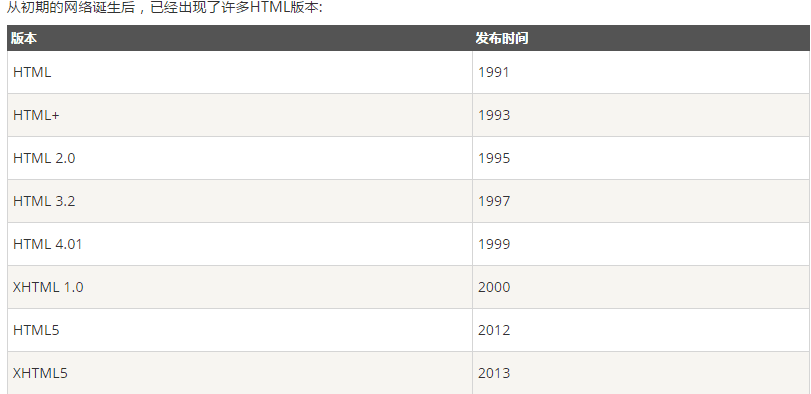 从初期的网络诞生后，已经出现了许多HTML版本:
版本 发布时间
HTML 1991
HTML+ 1993
HTML 2.0 1995
HTML 3.2 1997
HTML 4.01 1999
XHTML 1.0 2000
HTML5 2012
XHTML5 2013